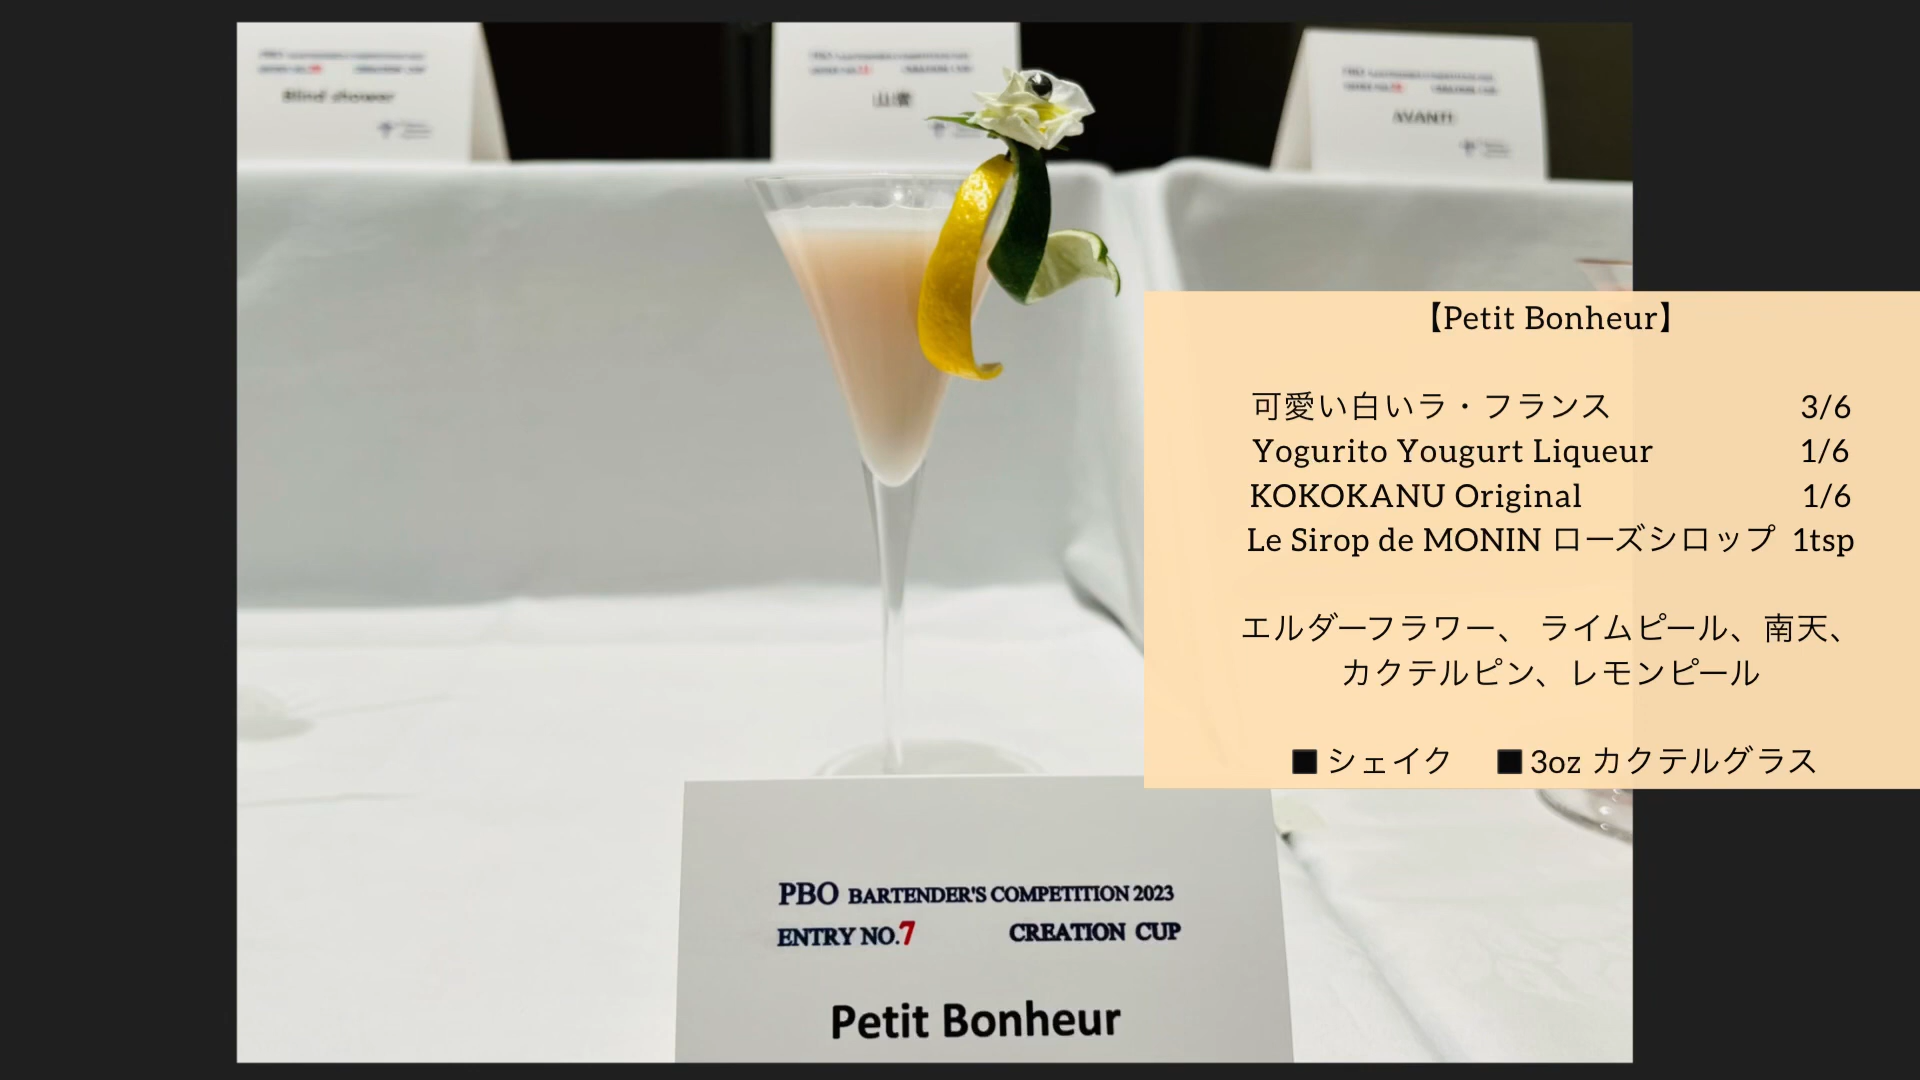 Blind shower
山響
AVANTI
【Petit Bonheur】
可愛い白いラ・フランス 3/6
Yogurito Yougurt Liqueur 1/6
KOKOKANU Original 1/6
Le Sirop de MONIN ローズシロップ 1tsp
エルダーフラワー、 ライムピール、南天、
カクテルピン、レモンピール
■ シェイク ■ 3oz カクテルグラス
PBO BARTENDER'S COMPETITION 2023
ENTRY NO.7 CREATION CUP
Petit Bonheur